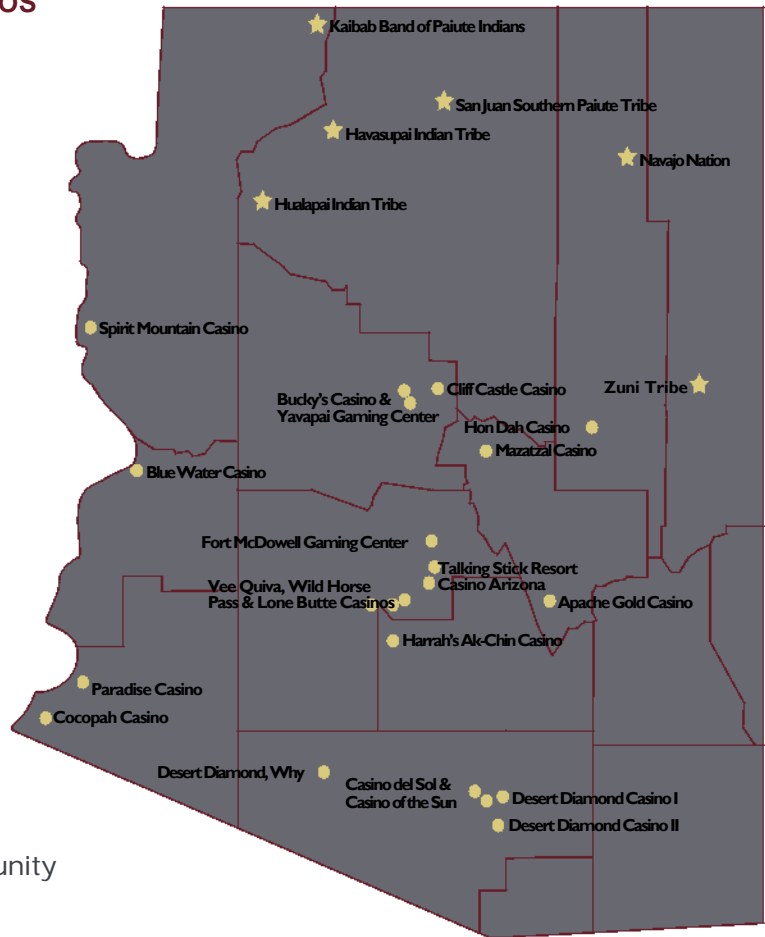 os
Kaibab Band of Paiute Indians
San Juan Southern Paiute Tribe
Havasupai Indian Tribe
Navajo Nation
Hualapai Indian Tribe
Spirit Mountain Casino
Cliff Castle Casino
Zuni Tribe
Bucky's Casino &
Yavapai Gaming Center
Hon Dah Casino
Mazatzal Casino
Blue Water Casino
Fort McDowell Gaming Center
Talking Stick Resort
Casino Arizona
Vee Quiva, Wild Horse
Pass & Lone Butte Casinos
Apache Gold Casino
Harrah's Ak-Chin Casino
Paradise Casino
Cocopah Casino
Desert Diamond, Why
Casino del Sol &
Casino of the Sun
Desert Diamond Casino I
Desert Diamond Casino II
unity